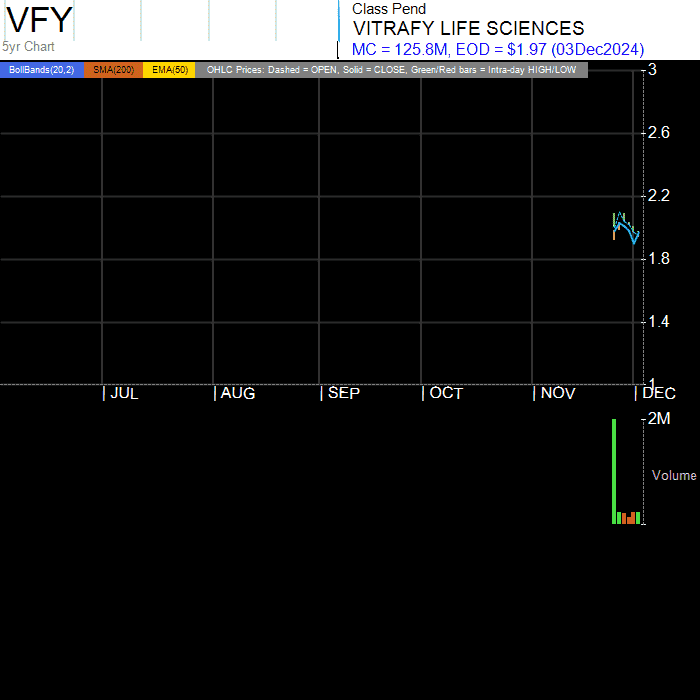 VFY
5yr Chart
Class Pend
VITRAFY LIFE SCIENCES
MC = 125.8M, EOD = $1.97 (03Dec2024)
BollBands(20,2) SMA(200) EMA(50) OHLC Prices: Dashed = OPEN, Solid = CLOSE, Green/Red bars = Intra-day HIGH/LOW
3
2.6
2.2
1.8
1.4
1
| JUL | AUG | SEP | OCT | NOV | DEC
2M
Volume